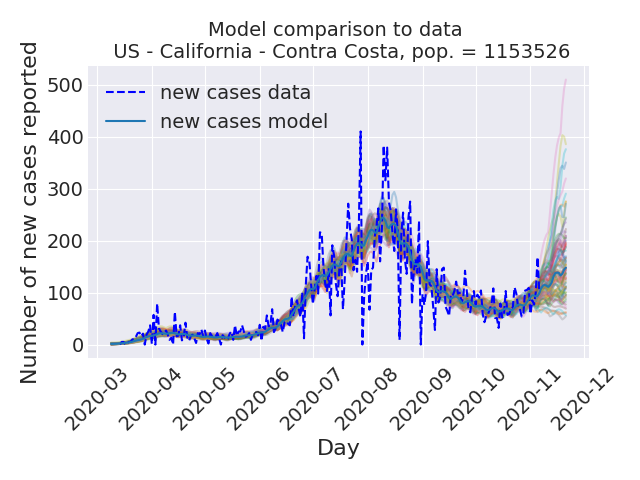 Model comparison to data
US - California - Contra Costa, pop. = 1153526
Number of new cases reported
500
400
300
200
100
0
new cases data
new cases model
2020-03
2020-04
2020-05
2020-06
2020-07
2020-08
2020-09
2020-10
2020-11
2020-12
Day